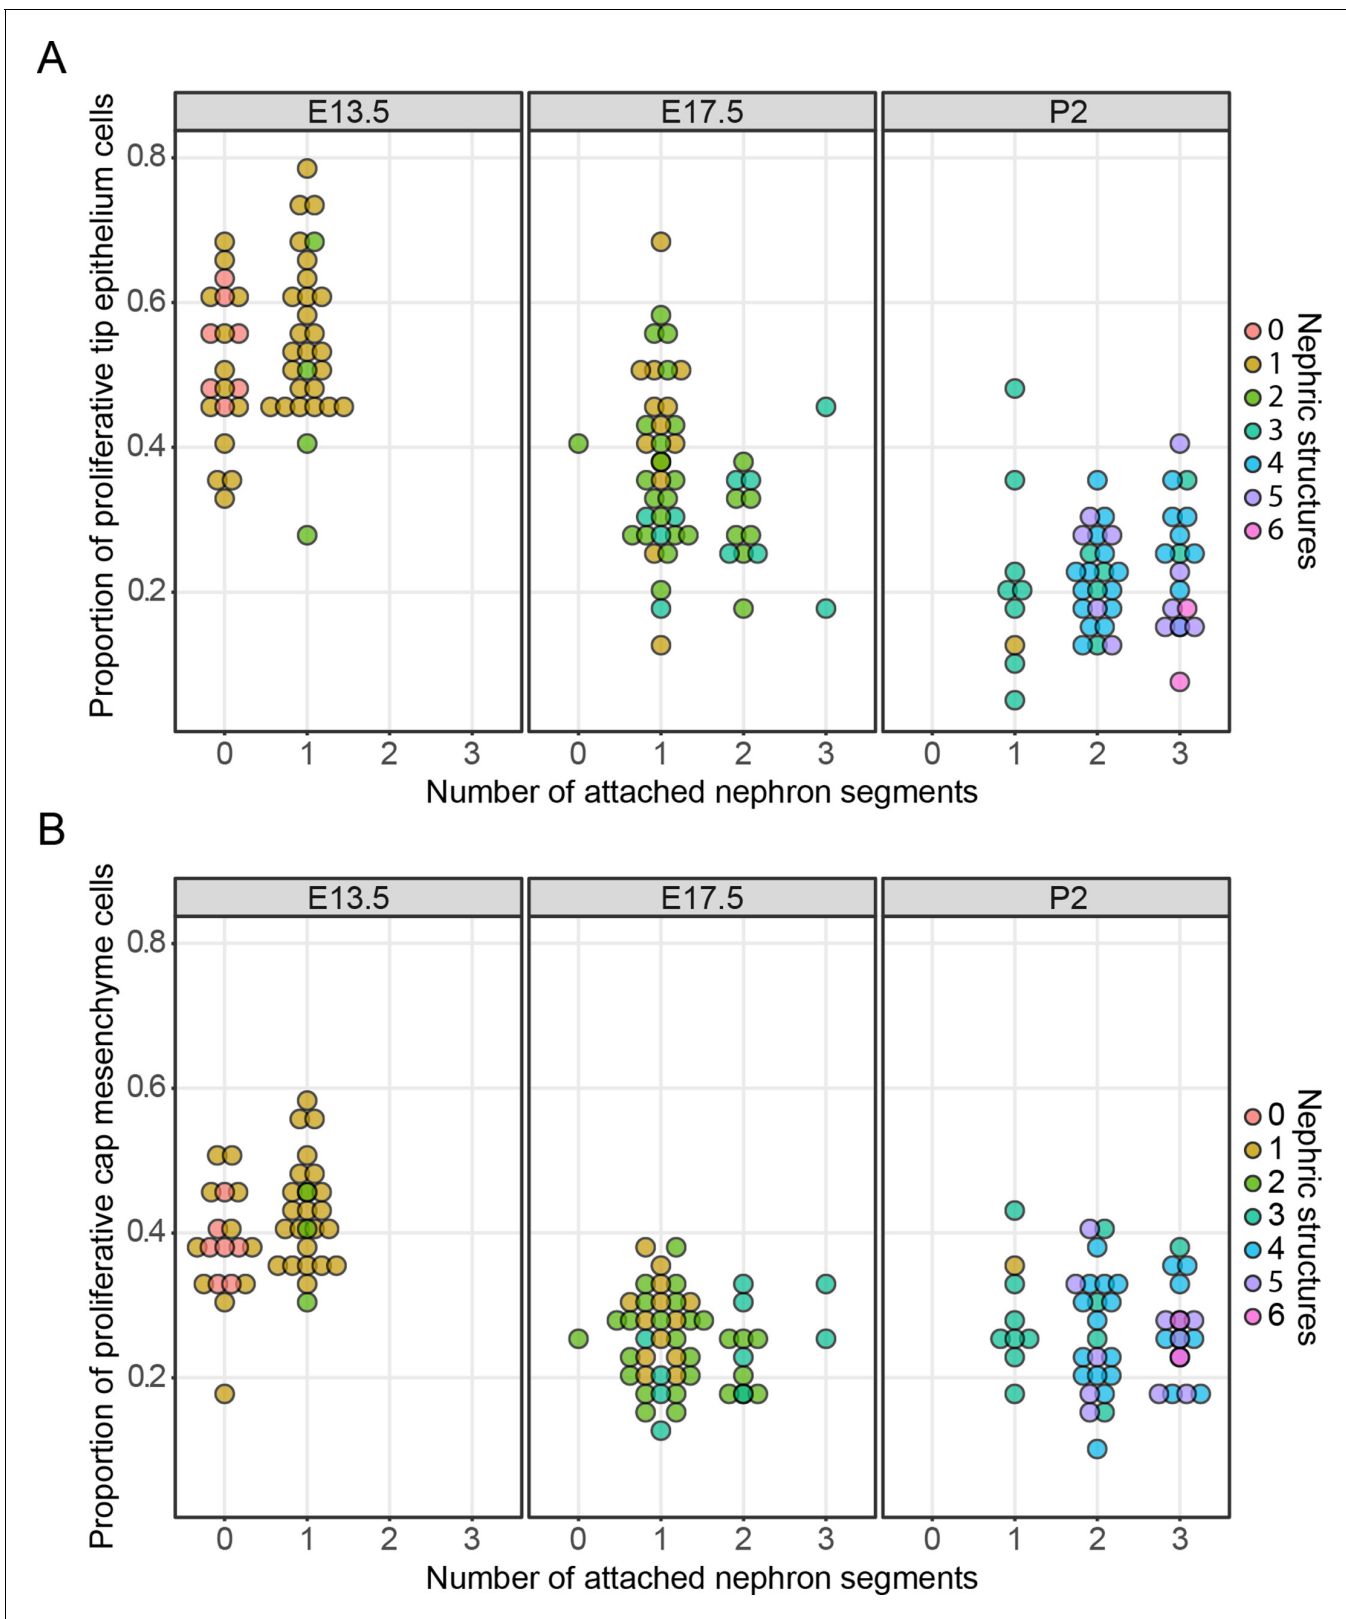 A
E13.5 E17.5 P2
Proportion of proliferative tip epithelium cells
0.8
0.6
0.4
0.2
0 1 2 3 0 1 2 3 0 1 2 3
Number of attached nephron segments
Nephric structures
0
1
2
3
4
5
6
B
E13.5 E17.5 P2
Proportion of proliferative cap mesenchyme cells
0.8
0.6
0.4
0.2
0 1 2 3 0 1 2 3 0 1 2 3
Number of attached nephron segments
Nephric structures
0
1
2
3
4
5
6